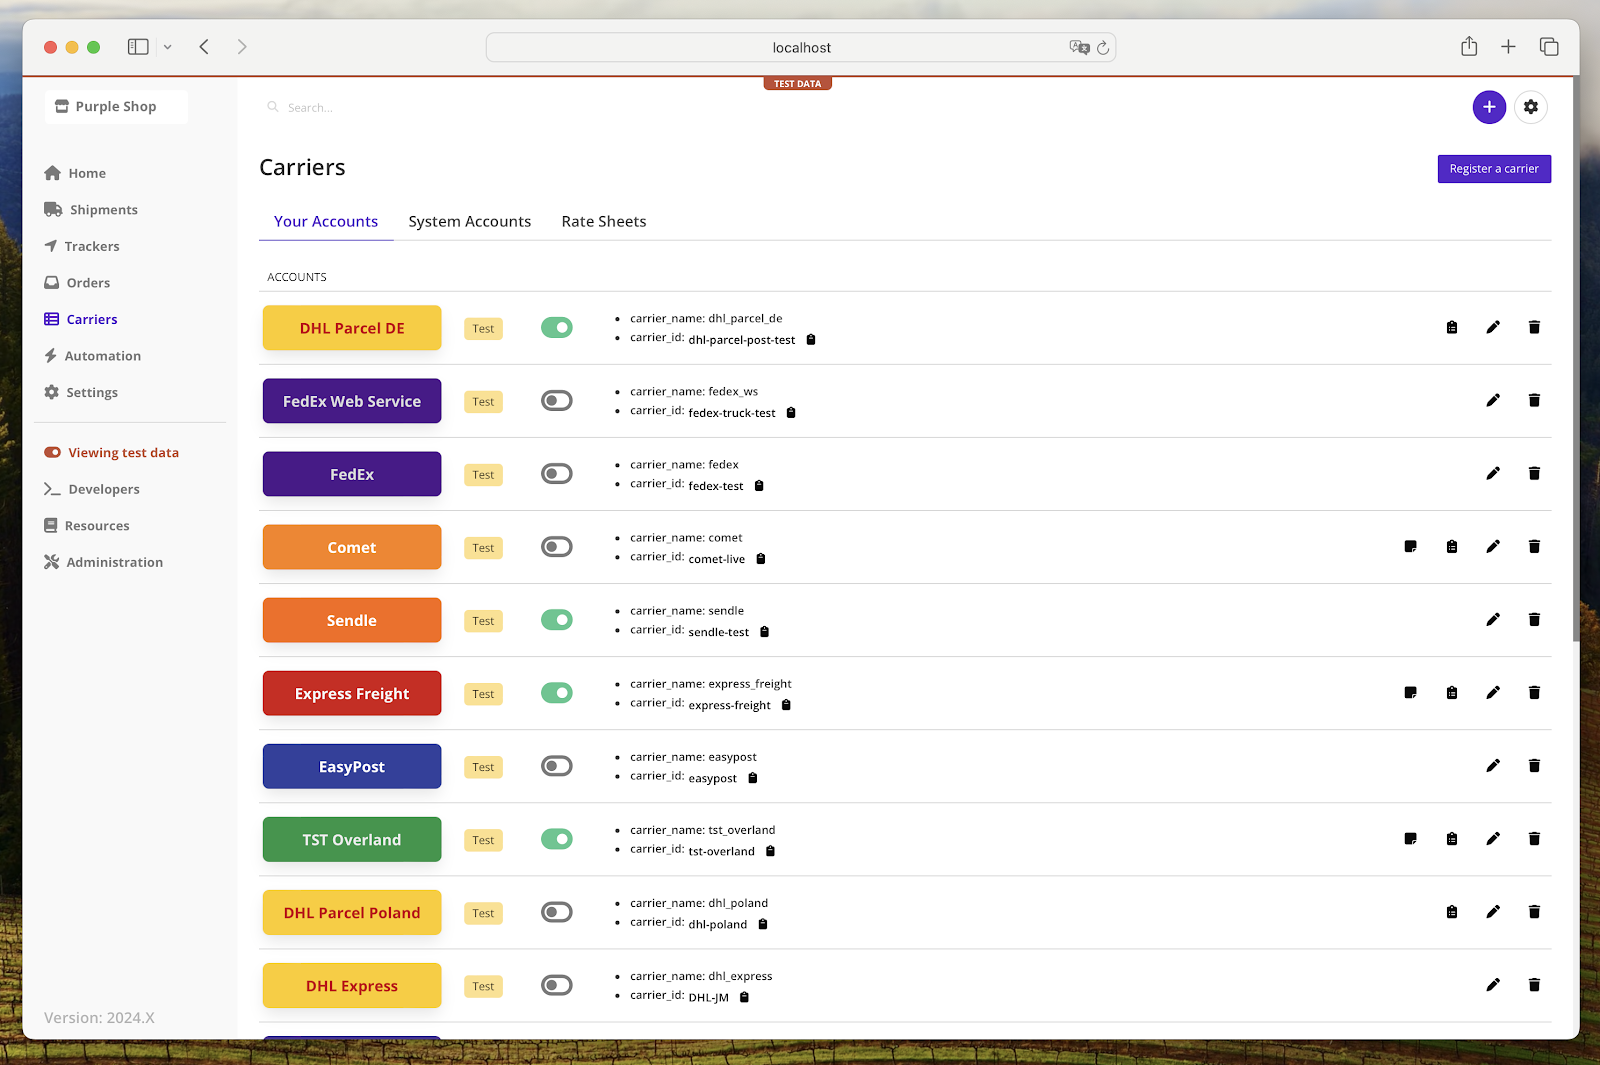 localhost
TEST DATA
Purple Shop
Search...
Home
Shipments
Trackers
Orders
Carriers
Automation
Settings
Viewing test data
Developers
Resources
Administration
Version: 2024.X
Carriers
Register a carrier
Your Accounts System Accounts Rate Sheets
ACCOUNTS
DHL Parcel DE Test
carrier_name: dhl_parcel_de
carrier_id: dhl-parcel-post-test
FedEx Web Service Test
carrier_name: fedex_ws
carrier_id: fedex-truck-test
FedEx Test
carrier_name: fedex
carrier_id: fedex-test
Comet Test
carrier_name: comet
carrier_id: comet-live
Sendle Test
carrier_name: sendle
carrier_id: sendle-test
Express Freight Test
carrier_name: express_freight
carrier_id: express-freight
EasyPost Test
carrier_name: easypost
carrier_id: easypost
TST Overland Test
carrier_name: tst_overland
carrier_id: tst-overland
DHL Parcel Poland Test
carrier_name: dhl_poland
carrier_id: dhl-poland
DHL Express Test
carrier_name: dhl_express
carrier_id: DHL-JM